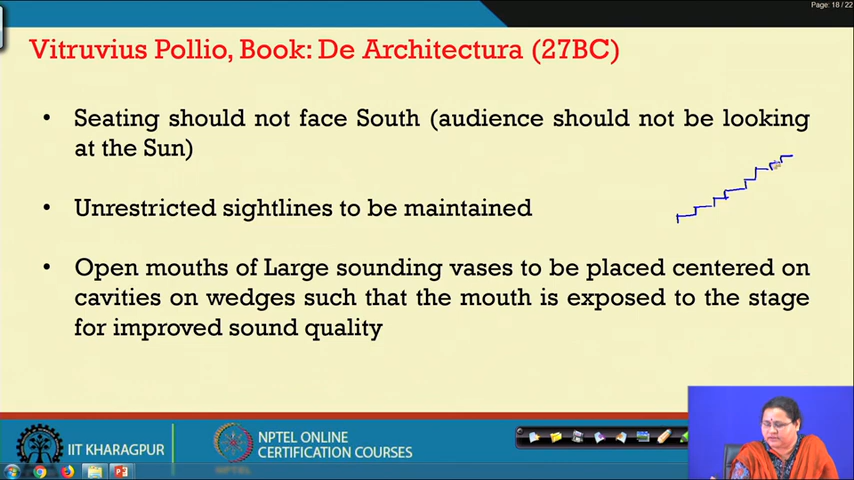 Page: 18 / 22
Vitruvius Pollio, Book: De Architectura (27BC)
• Seating should not face South (audience should not be looking
at the Sun)
• Unrestricted sightlines to be maintained
• Open mouths of Large sounding vases to be placed centered on
cavities on wedges such that the mouth is exposed to the stage
for improved sound quality
IIT KHARAGPUR
NPTEL ONLINE
CERTIFICATION COURSES
NPTEL